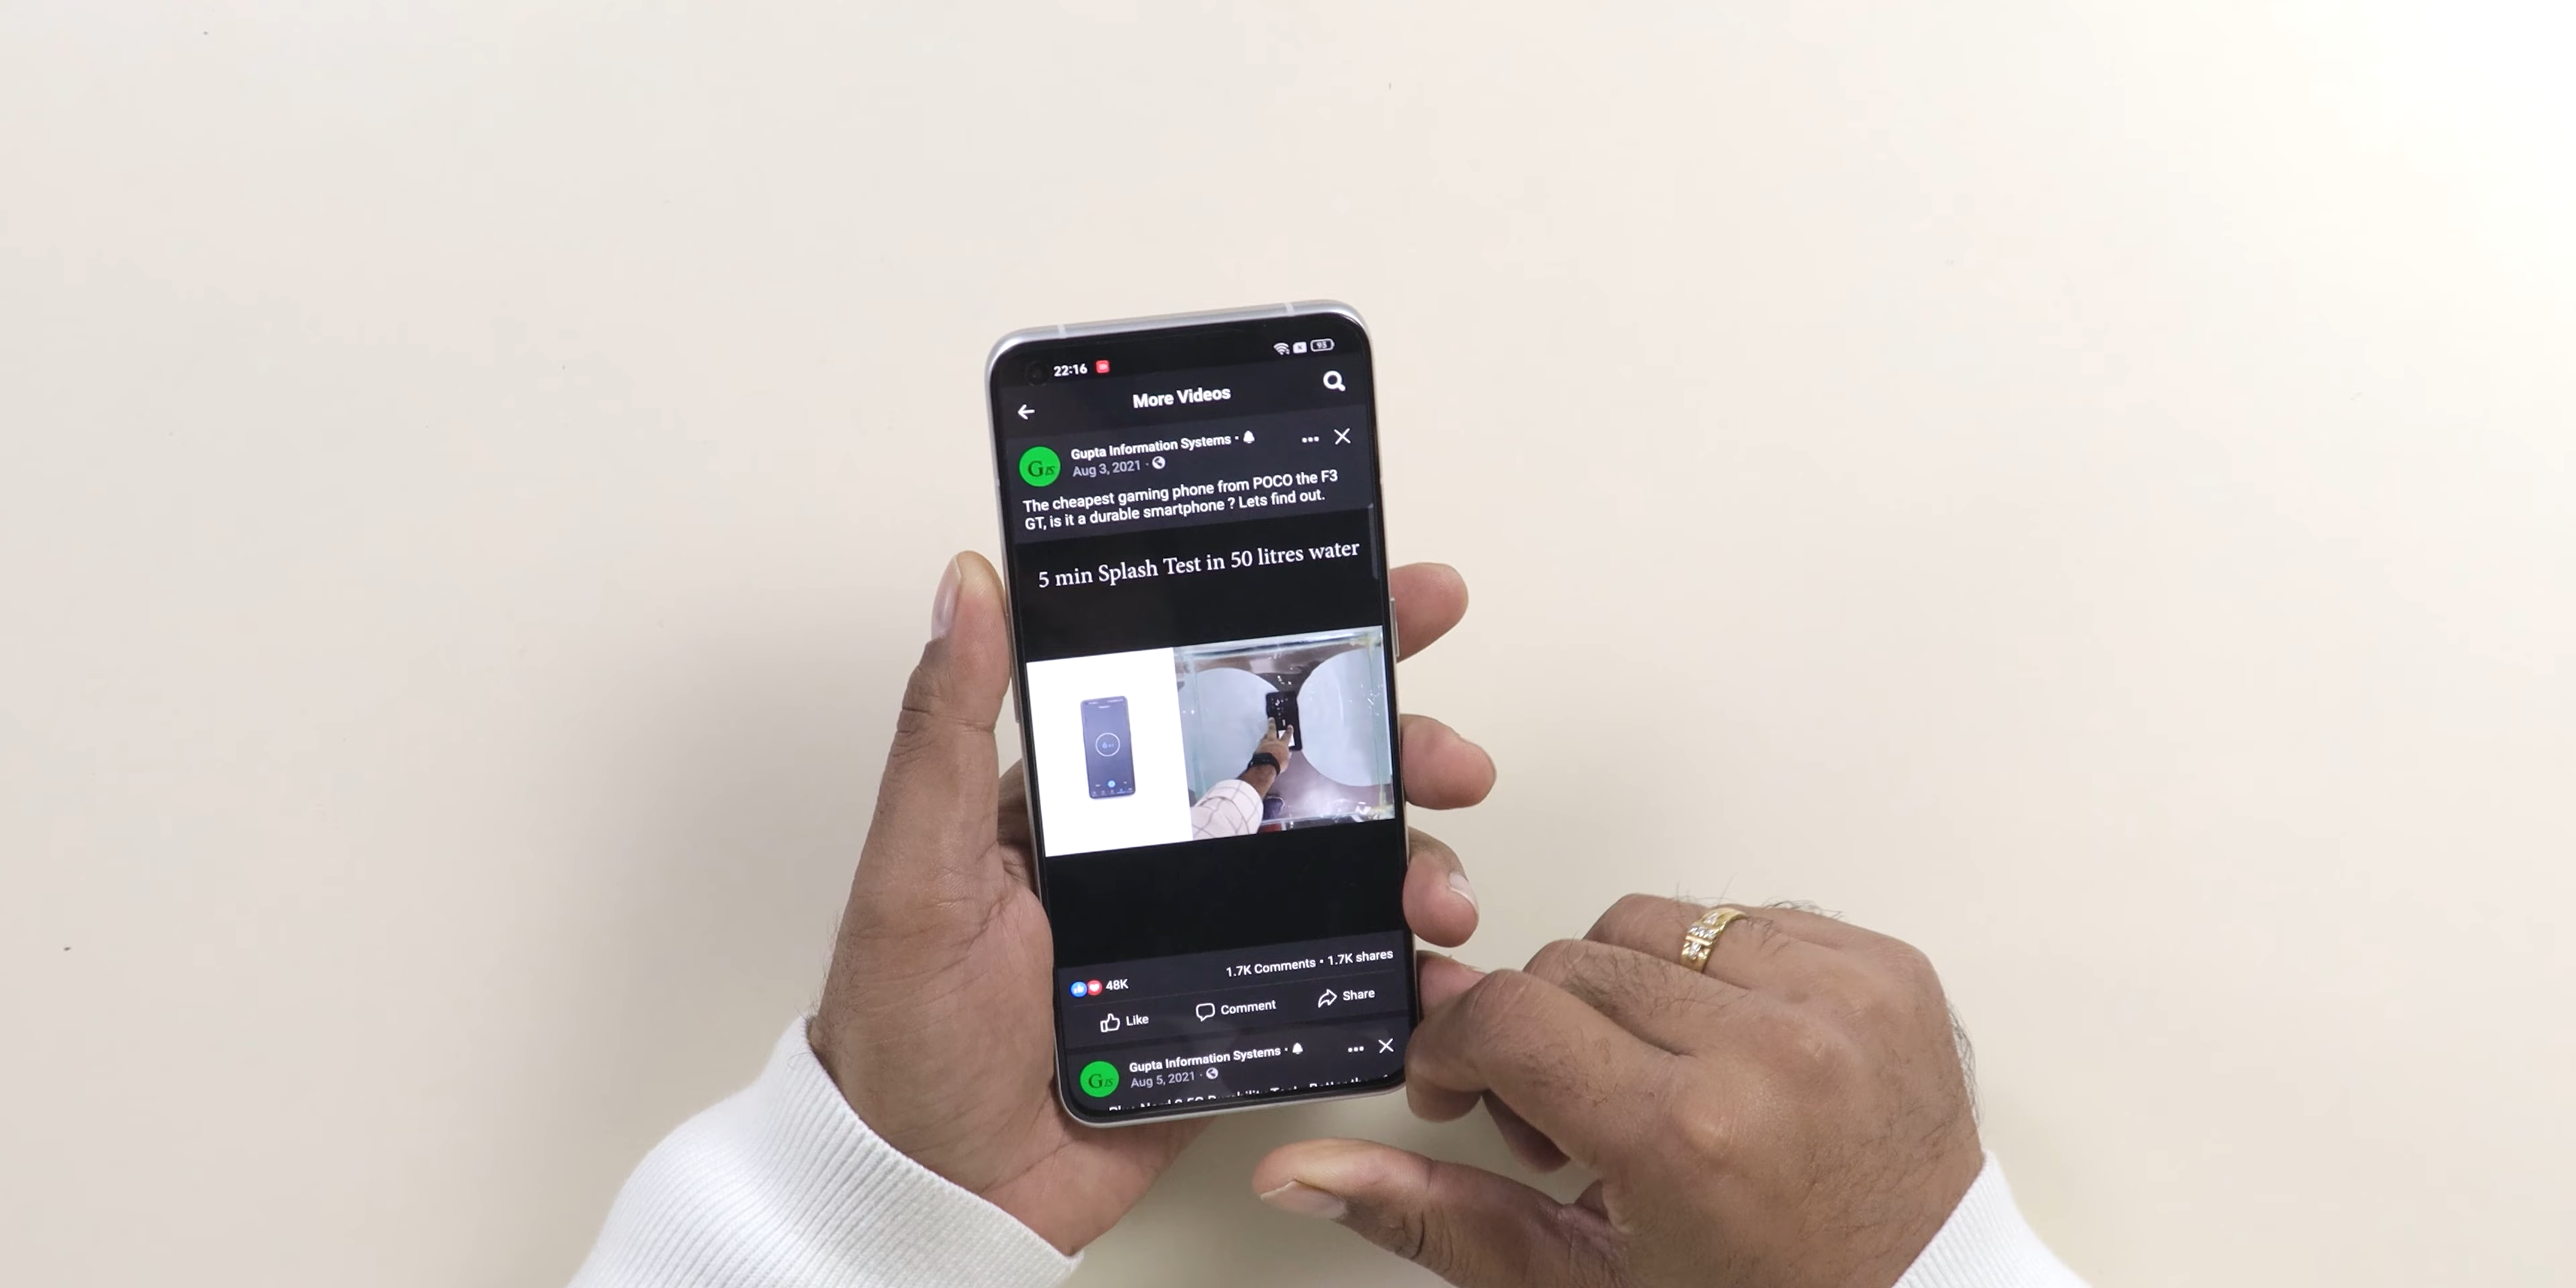 22:16
93
More Videos
Gupta Information Systems ·
Aug 3, 2021 ·
The cheapest gaming phone from POCO the F3
GT, is it a durable smartphone ? Lets find out.
5 min Splash Test in 50 litres water
48K
1.7K Comments · 1.7K shares
Like
Comment
Share
Gupta Information Systems ·
GIS
Aug 5, 2021 ·